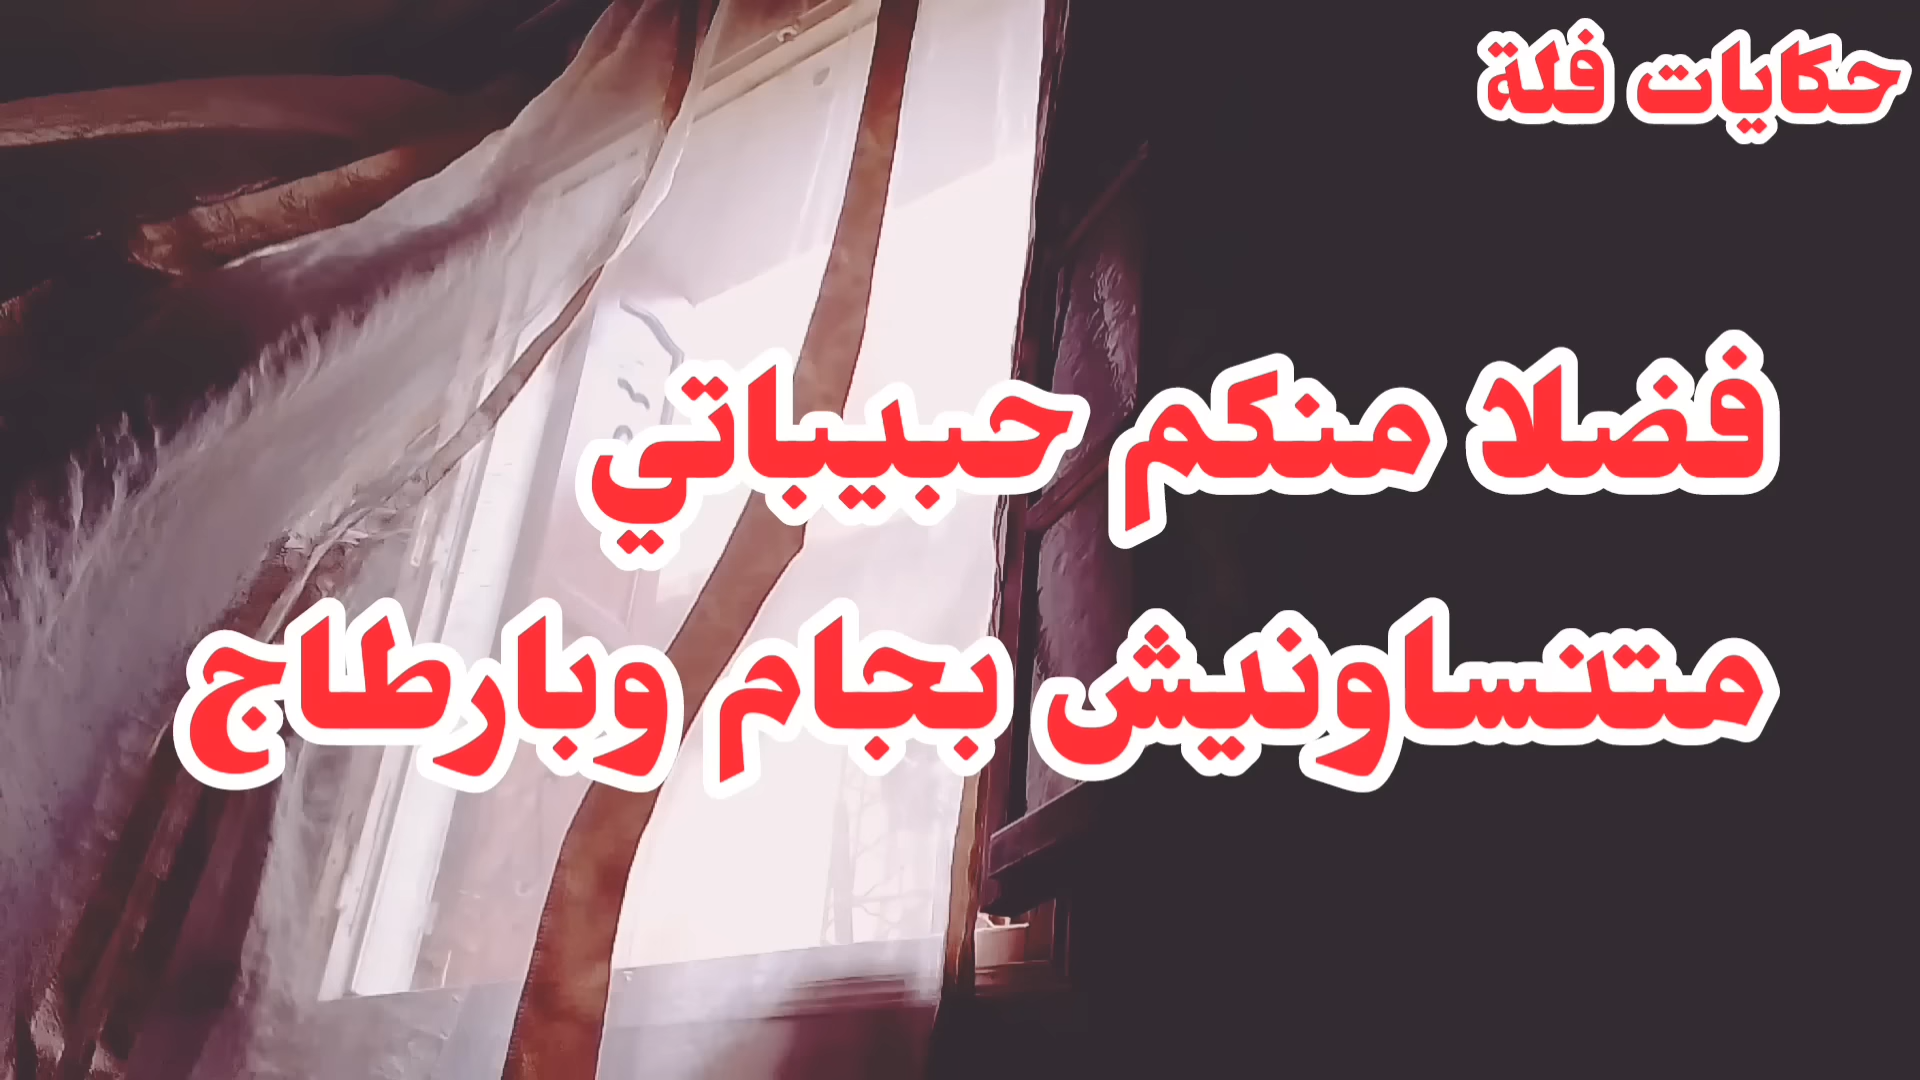 حكايات فلة
فضلا منكم حبيباتي
متنساونيش بجام وبارطاج